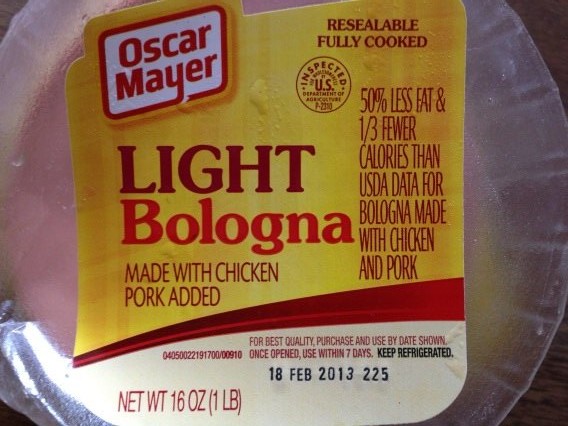 Oscar
Mayer
RESEALABLE
FULLY COOKED
INSPECTED
U.S.
DEPARTMENT OF
AGRICULTURE
P-2310
50% LESS FAT &
1/3 FEWER
CALORIES THAN
USDA DATA FOR
BOLOGNA MADE
WITH CHICKEN
AND PORK
LIGHT
Bologna
MADE WITH CHICKEN
PORK ADDED
FOR BEST QUALITY, PURCHASE AND USE BY DATE SHOWN.
04050022191700/00910 ONCE OPENED, USE WITHIN 7 DAYS. KEEP REFRIGERATED.
18 FEB 2013 225
NET WT 16 OZ (1 LB)